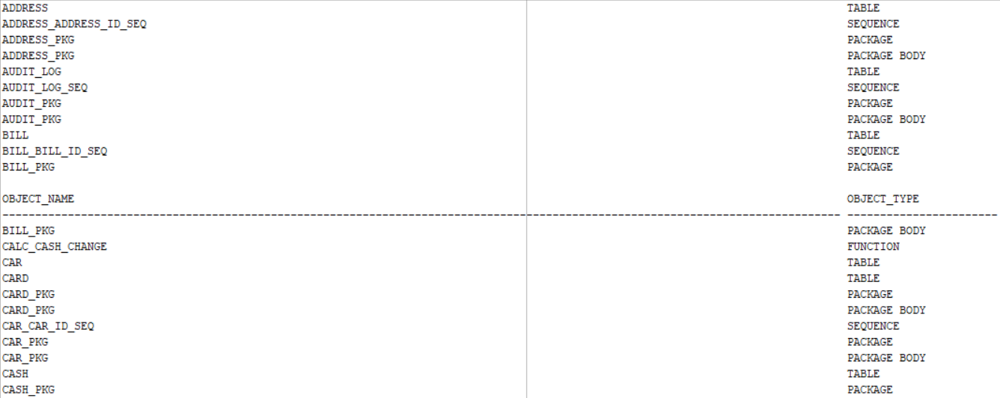 ADDRESS TABLE
ADDRESS_ADDRESS_ID_SEQ SEQUENCE
ADDRESS_PKG PACKAGE
ADDRESS_PKG PACKAGE BODY
AUDIT_LOG TABLE
AUDIT_LOG_SEQ SEQUENCE
AUDIT_PKG PACKAGE
AUDIT_PKG PACKAGE BODY
BILL TABLE
BILL_BILL_ID_SEQ SEQUENCE
BILL_PKG PACKAGE
OBJECT_NAME OBJECT_TYPE
-------------------------------------------------------------------------------------------------------------------------------- -----------------------
BILL_PKG PACKAGE BODY
CALC_CASH_CHANGE FUNCTION
CAR TABLE
CARD TABLE
CARD_PKG PACKAGE
CARD_PKG PACKAGE BODY
CAR_CAR_ID_SEQ SEQUENCE
CAR_PKG PACKAGE
CAR_PKG PACKAGE BODY
CASH TABLE
CASH_PKG PACKAGE